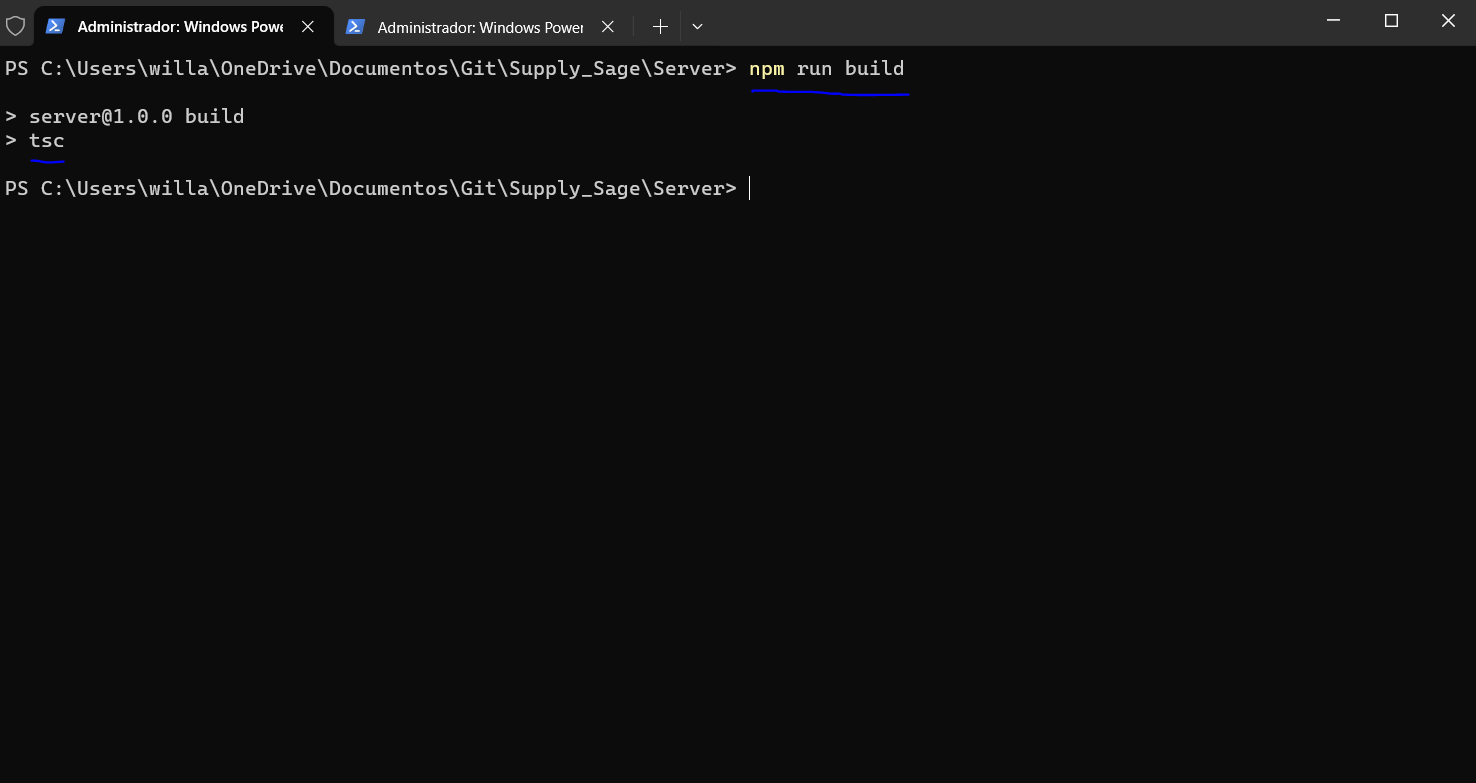 Administrador: Windows Powe
Administrador: Windows Power
PS C:\Users\willa\OneDrive\Documentos\Git\Supply_Sage\Server> npm run build
> server@1.0.0 build
> tsc
PS C:\Users\willa\OneDrive\Documentos\Git\Supply_Sage\Server>